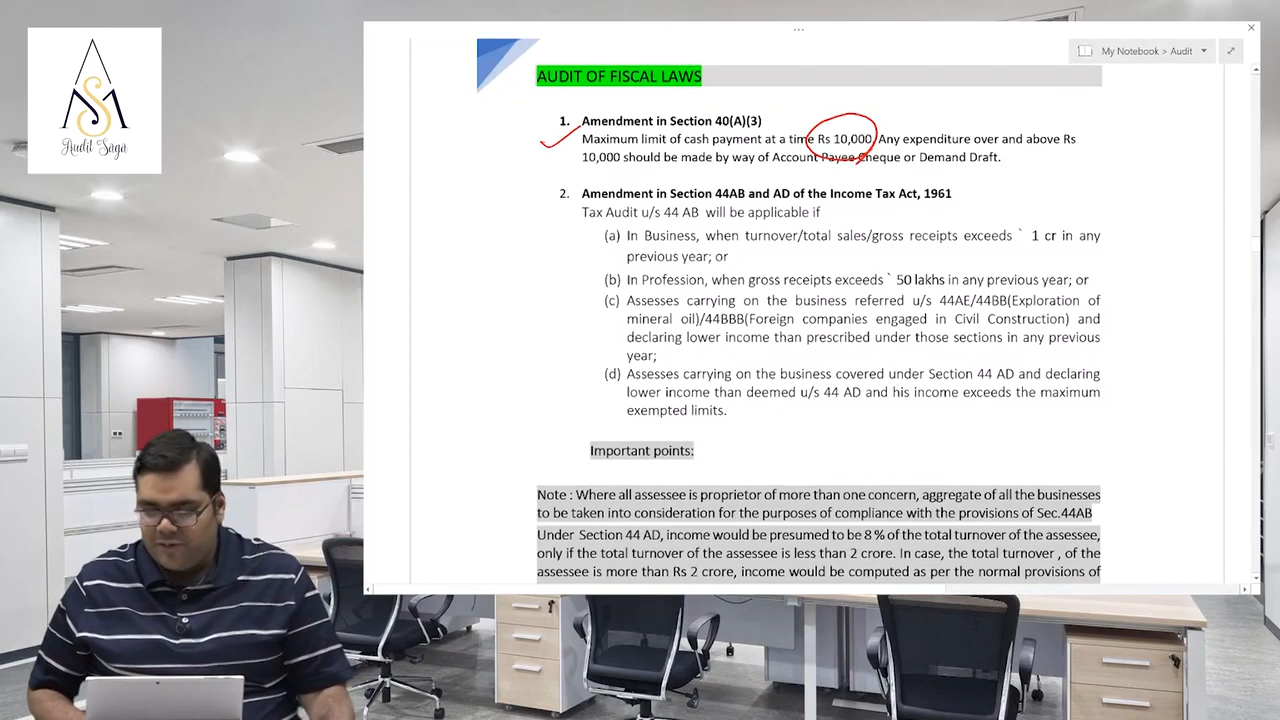 AMS
Audit Saga
My Notebook > Audit
AUDIT OF FISCAL LAWS
1. Amendment in Section 40(A)(3)
Maximum limit of cash payment at a time Rs 10,000. Any expenditure over and above Rs
10,000 should be made by way of Account Payee Cheque or Demand Draft.
2. Amendment in Section 44AB and AD of the Income Tax Act, 1961
Tax Audit u/s 44 AB will be applicable if
(a) In Business, when turnover/total sales/gross receipts exceeds ` 1 cr in any
previous year; or
(b) In Profession, when gross receipts exceeds ` 50 lakhs in any previous year; or
(c) Assesses carrying on the business referred u/s 44AE/44BB(Exploration of
mineral oil)/44BBB(Foreign companies engaged in Civil Construction) and
declaring lower income than prescribed under those sections in any previous
year;
(d) Assesses carrying on the business covered under Section 44 AD and declaring
lower income than deemed u/s 44 AD and his income exceeds the maximum
exempted limits.
Important points:
Note : Where all assessee is proprietor of more than one concern, aggregate of all the businesses
to be taken into consideration for the purposes of compliance with the provisions of Sec.44AB
Under Section 44 AD, income would be presumed to be 8 % of the total turnover of the assessee,
only if the total turnover of the assessee is less than 2 crore. In case, the total turnover , of the
assessee is more than Rs 2 crore, income would be computed as per the normal provisions of